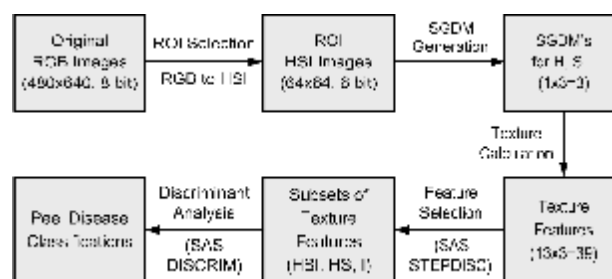 Original
RGB Images
(480x640, 8 bit)
ROI Selection
RGB to HSI
ROI
HSI Images
(64x64, 8 bit)
SGDM
Generation
SGDM's
for H, S, I
(1x3=3)
Texture
Calculation
Texture
Features
(13x3=39)
Feature
Selection
(SAS
STEPDISC)
Subsets of
Texture
Features
(HSI, HS, I)
Discriminant
Analysis
(SAS
DISCRIM)
Peel Disease
Classifications